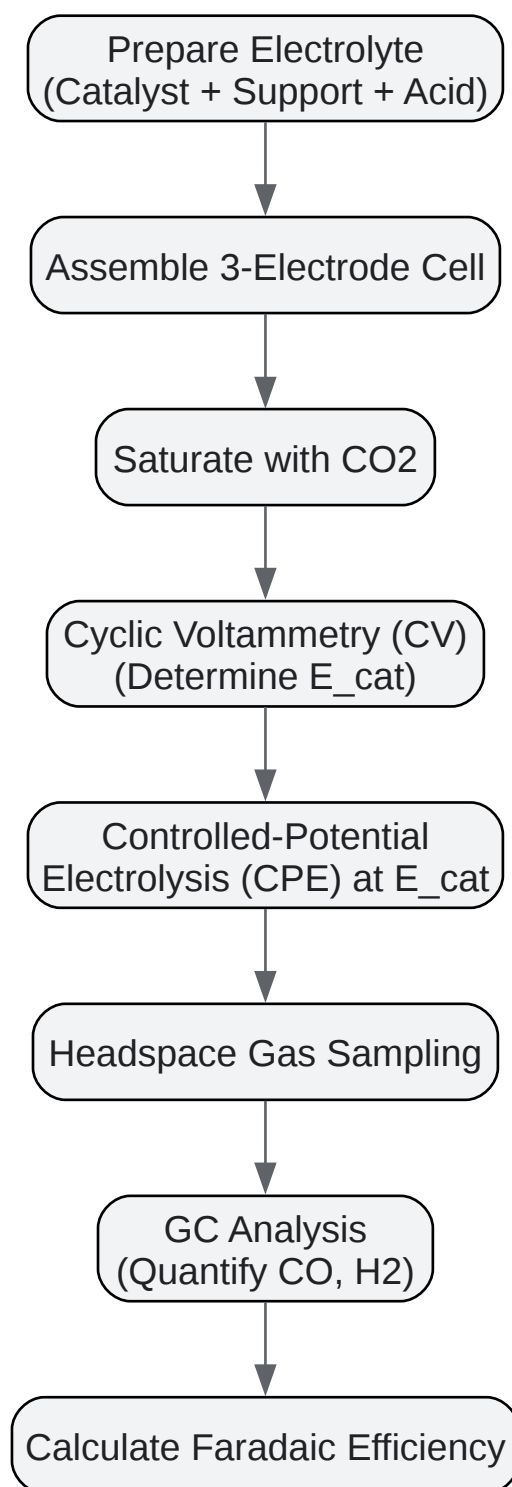 Prepare Electrolyte
(Catalyst + Support + Acid)
Assemble 3-Electrode Cell
Saturate with CO2
Cyclic Voltammetry (CV)
(Determine E_cat)
Controlled-Potential
Electrolysis (CPE) at E_cat
Headspace Gas Sampling
GC Analysis
(Quantify CO, H2)
Calculate Faradaic Efficiency